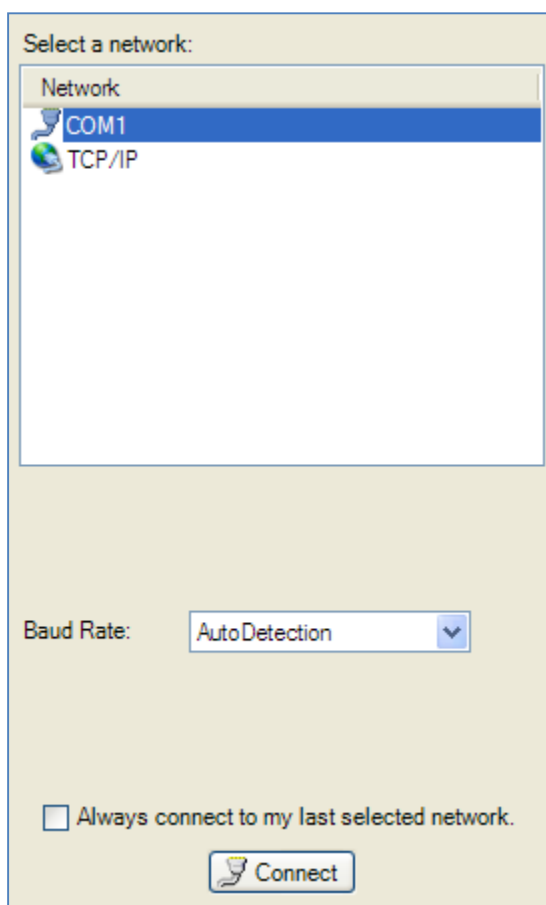 Select a network:
Network
COM1
TCP/IP
Baud Rate: AutoDetection
Always connect to my last selected network.
Connect